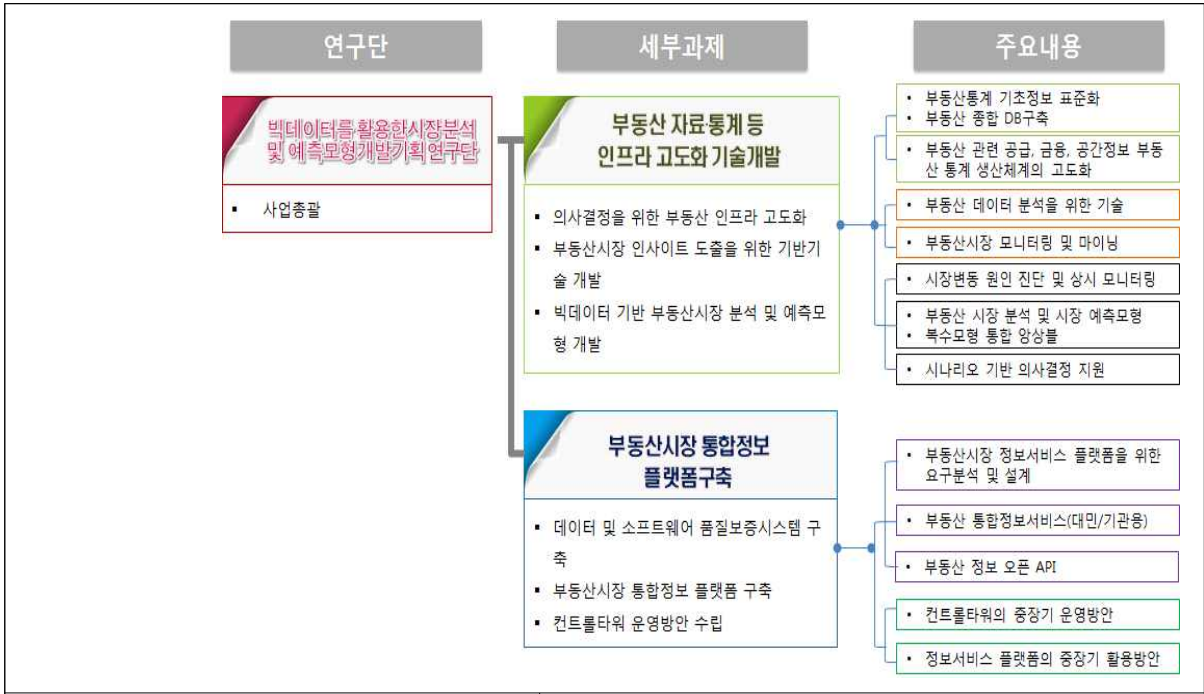 연구단
세부과제
주요내용
빅데이터를 활용한시장분석
및 예측모형개발기획연구단
▪ 사업총괄
부동산 자료·통계 등
인프라 고도화 기술개발
▪ 의사결정을 위한 부동산 인프라 고도화
▪ 부동산시장 인사이트 도출을 위한 기반기
술 개발
▪ 빅데이터 기반 부동산시장 분석 및 예측모
형 개발
• 부동산통계 기초정보 표준화
• 부동산 종합 DB구축
• 부동산 관련 공급, 금융, 공간정보 부동
산 통계 생산체계의 고도화
• 부동산 데이터 분석을 위한 기술
• 부동산시장 모니터링 및 마이닝
• 시장변동 원인 진단 및 상시 모니터링
• 부동산 시장 분석 및 시장 예측모형
• 복수모형 통합 앙상블
• 시나리오 기반 의사결정 지원
부동산시장 통합정보
플랫폼구축
▪ 데이터 및 소프트웨어 품질보증시스템 구
축
▪ 부동산시장 통합정보 플랫폼 구축
▪ 컨트롤타워 운영방안 수립
• 부동산시장 정보서비스 플랫폼을 위한
요구분석 및 설계
• 부동산 통합정보서비스(대민/기관용)
• 부동산 정보 오픈 API
• 컨트롤타워의 중장기 운영방안
• 정보서비스 플랫폼의 중장기 활용방안